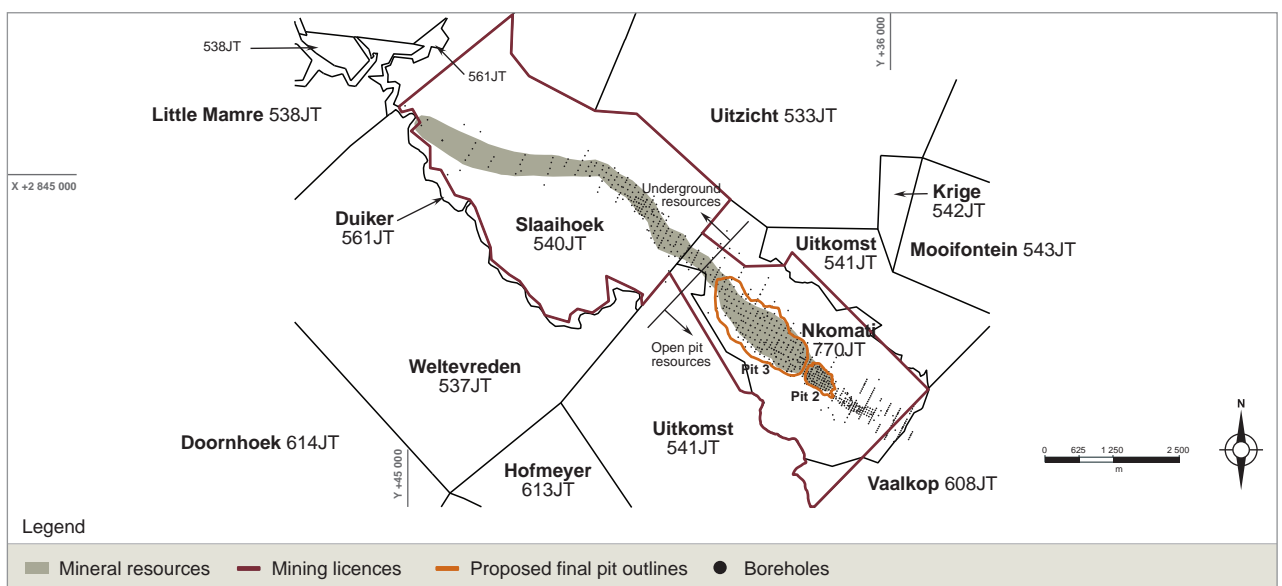 Y +36 000
538JT
561JT
Little Mamre 538JT
Uitzicht 533JT
X +2 845 000
Underground
resources
Krige
542JT
Duiker
561JT
Slaaihoek
540JT
Uitkomst
541JT
Mooifontein 543JT
Nkomati
770JT
Open pit
resources
Weltevreden
537JT
Pit 3
Pit 2
Doornhoek 614JT
Uitkomst
541JT
N
0 625 1 250 2 500
m
Y +45 000
Hofmeyer
613JT
Vaalkop 608JT
Legend
Mineral resources Mining licences Proposed final pit outlines Boreholes